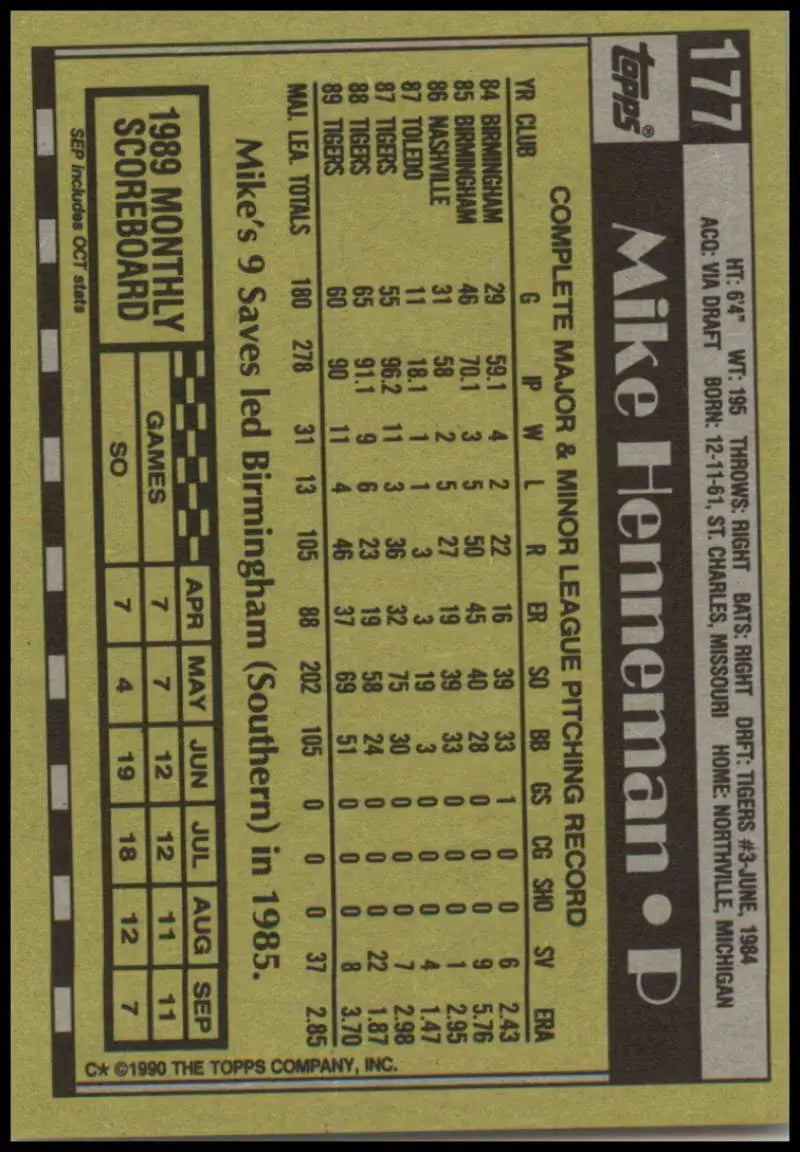 177
HT: 6'4" WT: 195 THROWS: RIGHT BATS: RIGHT DRFT: TIGERS #3-JUNE, 1984
ACQ: VIA DRAFT BORN: 12-11-61, ST. CHARLES, MISSOURI HOME: NORTHVILLE, MICHIGAN
topps®
Mike Henneman • P
COMPLETE MAJOR & MINOR LEAGUE PITCHING RECORD
YR CLUB G IP W L R ER SO BB GS CG SHO SV ERA
84 BIRMINGHAM 29 59.1 4 2 22 16 39 33 1 0 0 6 2.43
85 BIRMINGHAM 46 70.1 3 5 50 45 40 28 0 0 0 9 5.76
86 NASHVILLE 31 58 2 5 27 19 39 33 0 0 0 1 2.95
87 TOLEDO 11 18.1 1 1 3 3 19 3 0 0 0 4 1.47
87 TIGERS 55 96.2 11 3 36 32 75 30 0 0 0 7 2.98
88 TIGERS 65 91.1 9 6 23 19 58 24 0 0 0 22 1.87
89 TIGERS 60 90 11 4 46 37 69 51 0 0 0 8 3.70
MAJ. LEA. TOTALS 180 278 31 13 105 88 202 105 0 0 0 37 2.85
Mike's 9 Saves led Birmingham (Southern) in 1985.
1989 MONTHLY
SCOREBOARD
APR MAY JUN JUL AUG SEP
GAMES 7 7 12 12 11 11
SO 7 4 19 18 12 7
SEP includes OCT stats
C* ©1990 THE TOPPS COMPANY, INC.